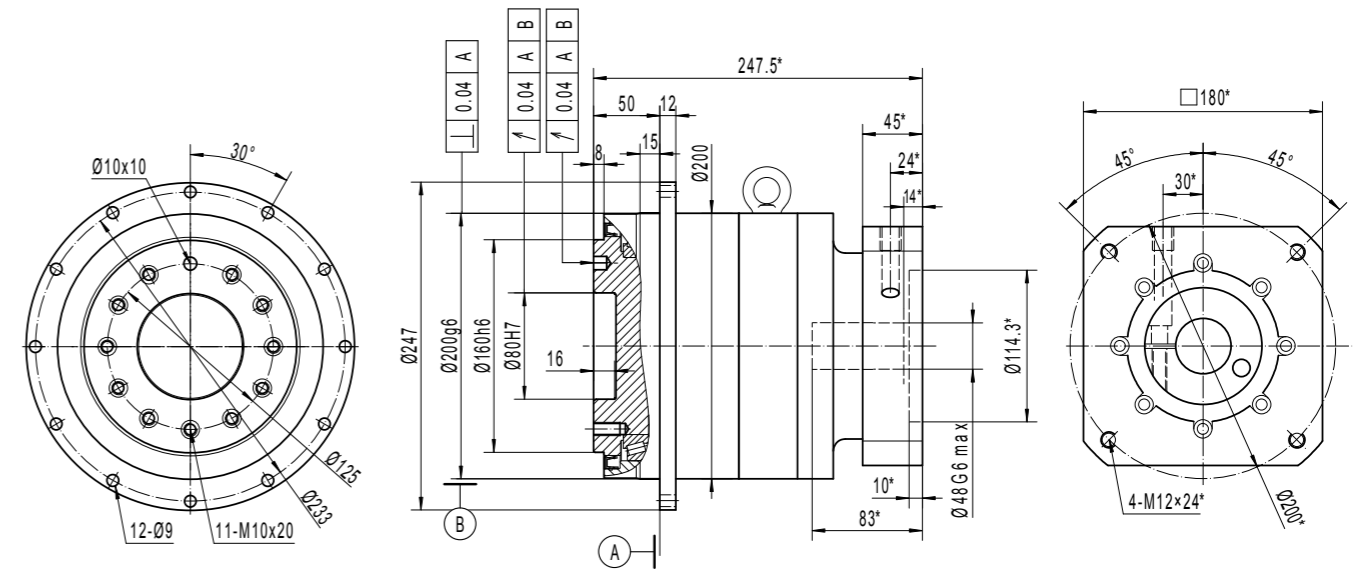 Ø10x10
30°
Ø125
Ø233
12-Ø9
11-M10x20
⊥ 0.04 A
↗ 0.04 A B
↗ 0.04 A B
247.5*
50
12
45*
15
8
24*
14*
Ø200
Ø247
Ø200g6
Ø160h6
Ø80H7
16
Ø114.3*
Ø48G6 max
10*
83*
B
A
□180*
45°
45°
30*
4-M12×24*
Ø200*